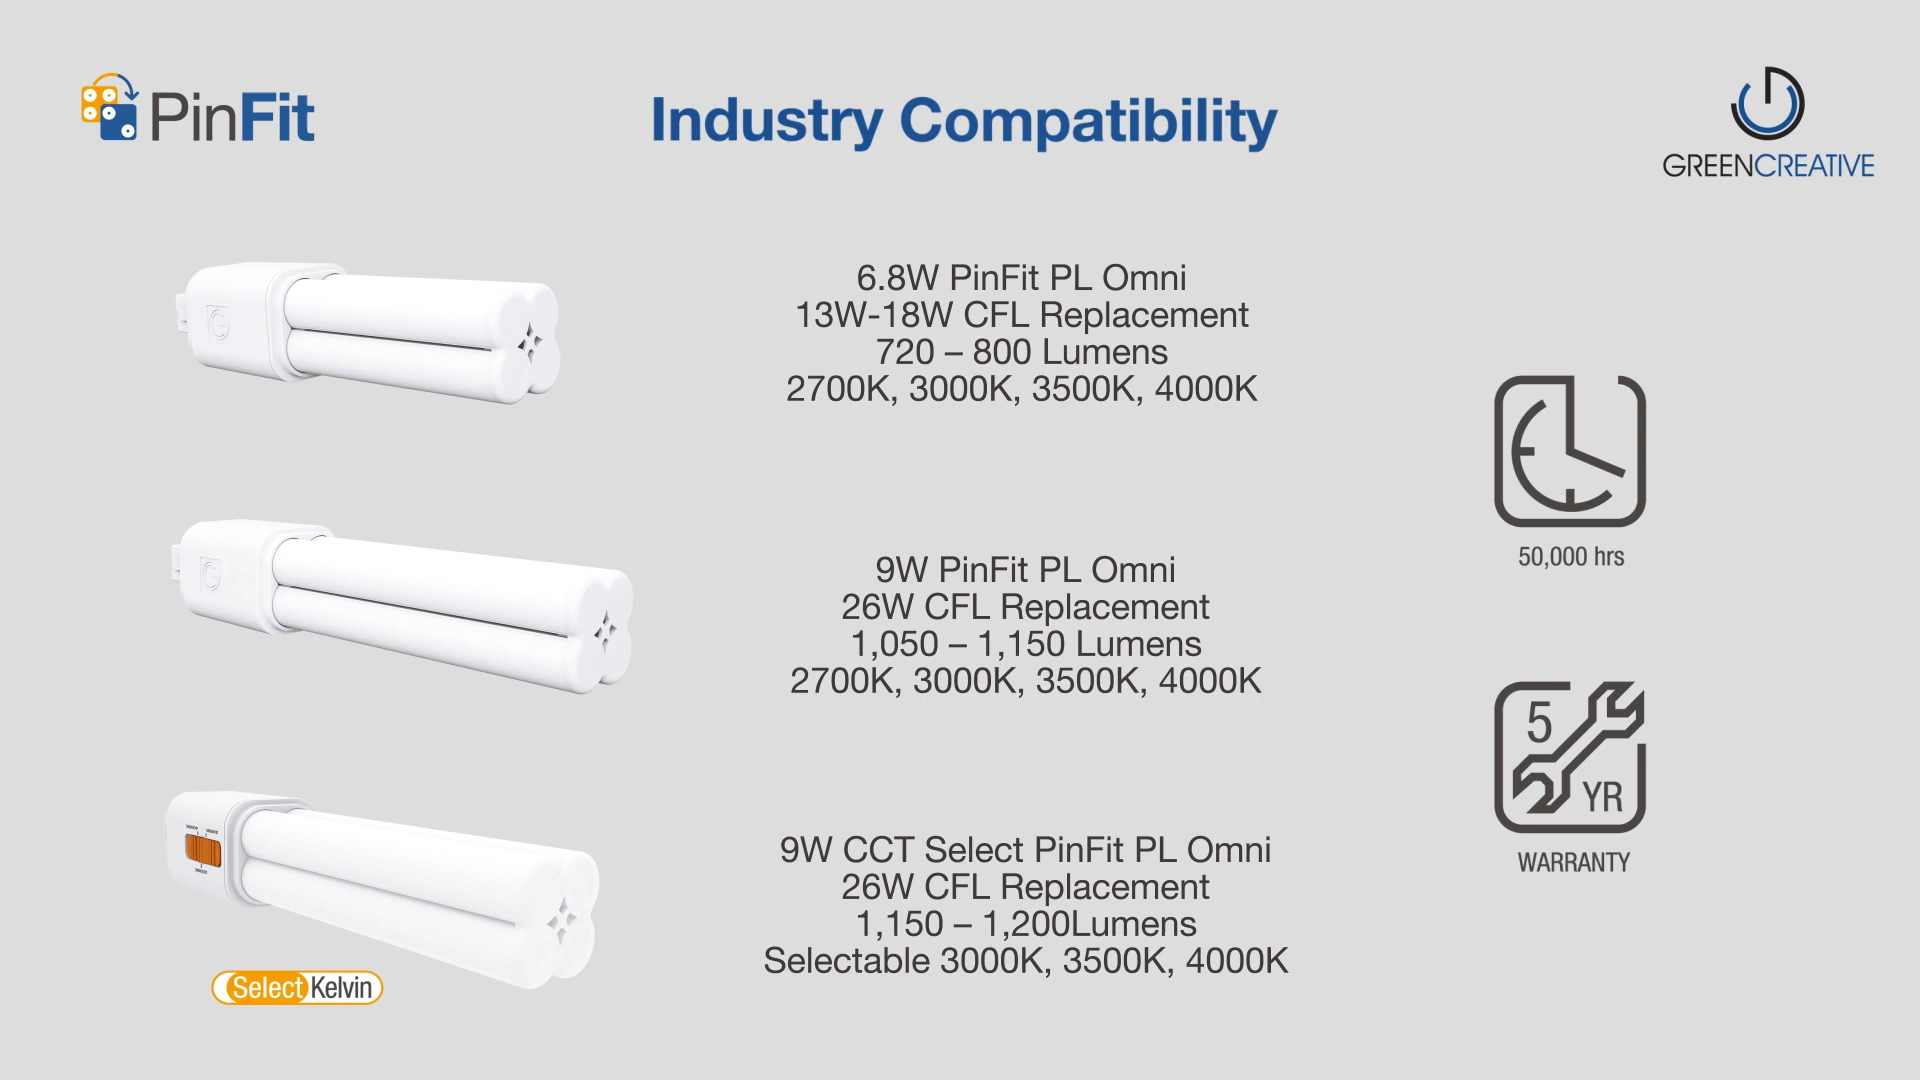 PinFit
Industry Compatibility
GREENCREATIVE
6.8W PinFit PL Omni
13W-18W CFL Replacement
720 – 800 Lumens
2700K, 3000K, 3500K, 4000K
50,000 hrs
9W PinFit PL Omni
26W CFL Replacement
1,050 – 1,150 Lumens
2700K, 3000K, 3500K, 4000K
5
YR
WARRANTY
9W CCT Select PinFit PL Omni
26W CFL Replacement
1,150 – 1,200Lumens
Selectable 3000K, 3500K, 4000K
Select Kelvin